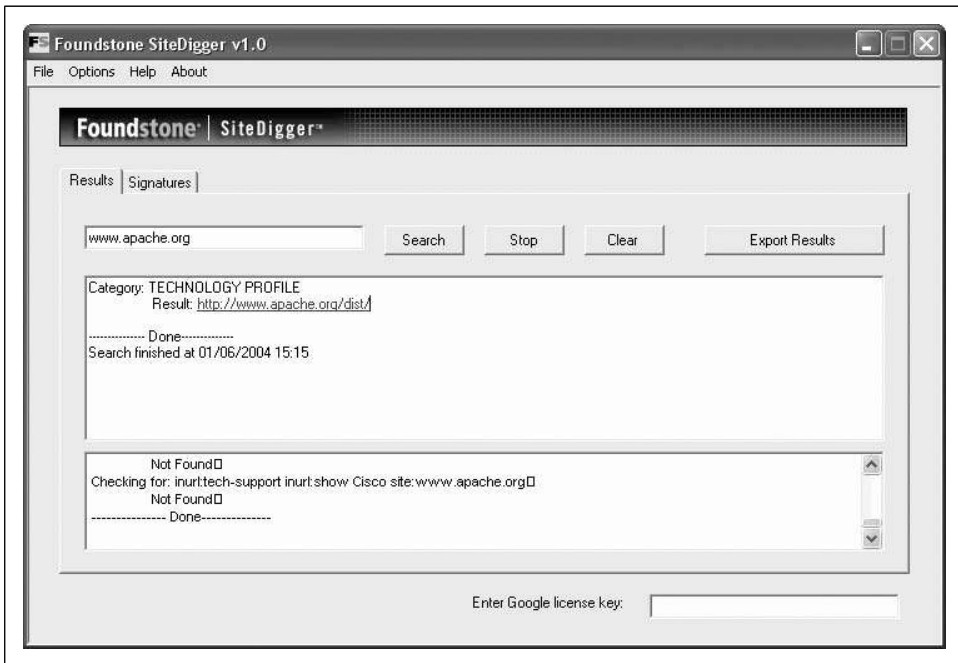 FS Foundstone SiteDigger v1.0
File Options Help About
Foundstone | SiteDigger™
Results Signatures
www.apache.org Search Stop Clear Export Results
Category: TECHNOLOGY PROFILE
Result: http://www.apache.org/dist/
-------------- Done-------------
Search finished at 01/06/2004 15:15
Not Found□
Checking for: inurl:tech-support inurl:show Cisco site:www.apache.org□
Not Found□
--------------- Done--------------
Enter Google license key: